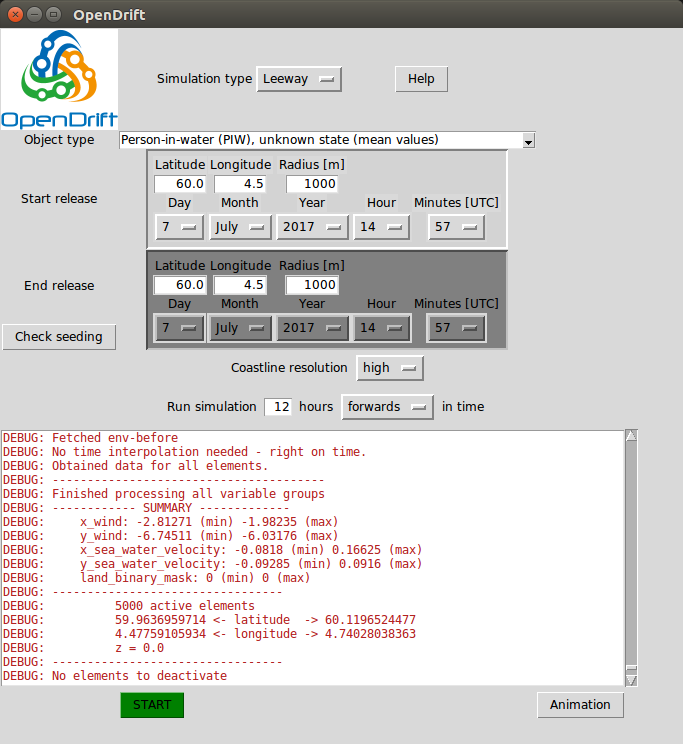 OpenDrift
OpenDrift
Simulation type Leeway Help
Object type Person-in-water (PIW), unknown state (mean values)
Latitude Longitude Radius [m]
60.0 4.5 1000
Start release
Day Month Year Hour Minutes [UTC]
7 July 2017 14 57
Latitude Longitude Radius [m]
60.0 4.5 1000
End release
Day Month Year Hour Minutes [UTC]
7 July 2017 14 57
Check seeding
Coastline resolution high
Run simulation 12 hours forwards in time
DEBUG: Fetched env-before
DEBUG: No time interpolation needed - right on time.
DEBUG: Obtained data for all elements.
DEBUG: ---------------------------------------
DEBUG: Finished processing all variable groups
DEBUG: ------------ SUMMARY -------------
DEBUG:     x_wind: -2.81271 (min) -1.98235 (max)
DEBUG:     y_wind: -6.74511 (min) -6.03176 (max)
DEBUG:     x_sea_water_velocity: -0.0818 (min) 0.16625 (max)
DEBUG:     y_sea_water_velocity: -0.09285 (min) 0.0916 (max)
DEBUG:     land_binary_mask: 0 (min) 0 (max)
DEBUG: ---------------------------------
DEBUG:          5000 active elements
DEBUG:          59.9636959714 <- latitude  -> 60.1196524477
DEBUG:          4.47759105934 <- longitude -> 4.74028038363
DEBUG:          z = 0.0
DEBUG: ---------------------------------
DEBUG: No elements to deactivate
START Animation